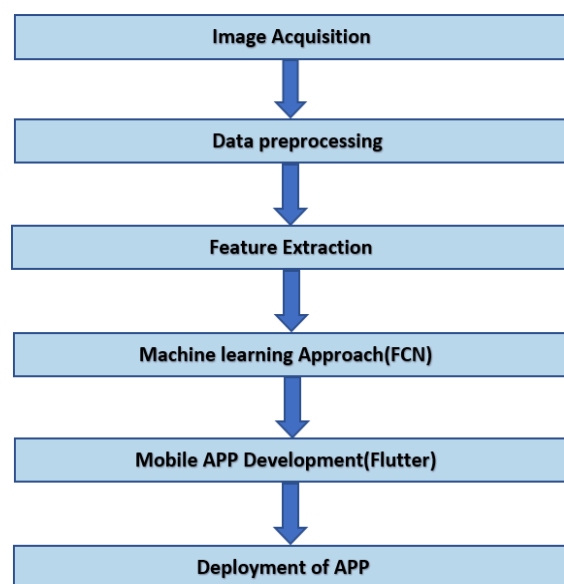 Image Acquisition
Data preprocessing
Feature Extraction
Machine learning Approach(FCN)
Mobile APP Development(Flutter)
Deployment of APP